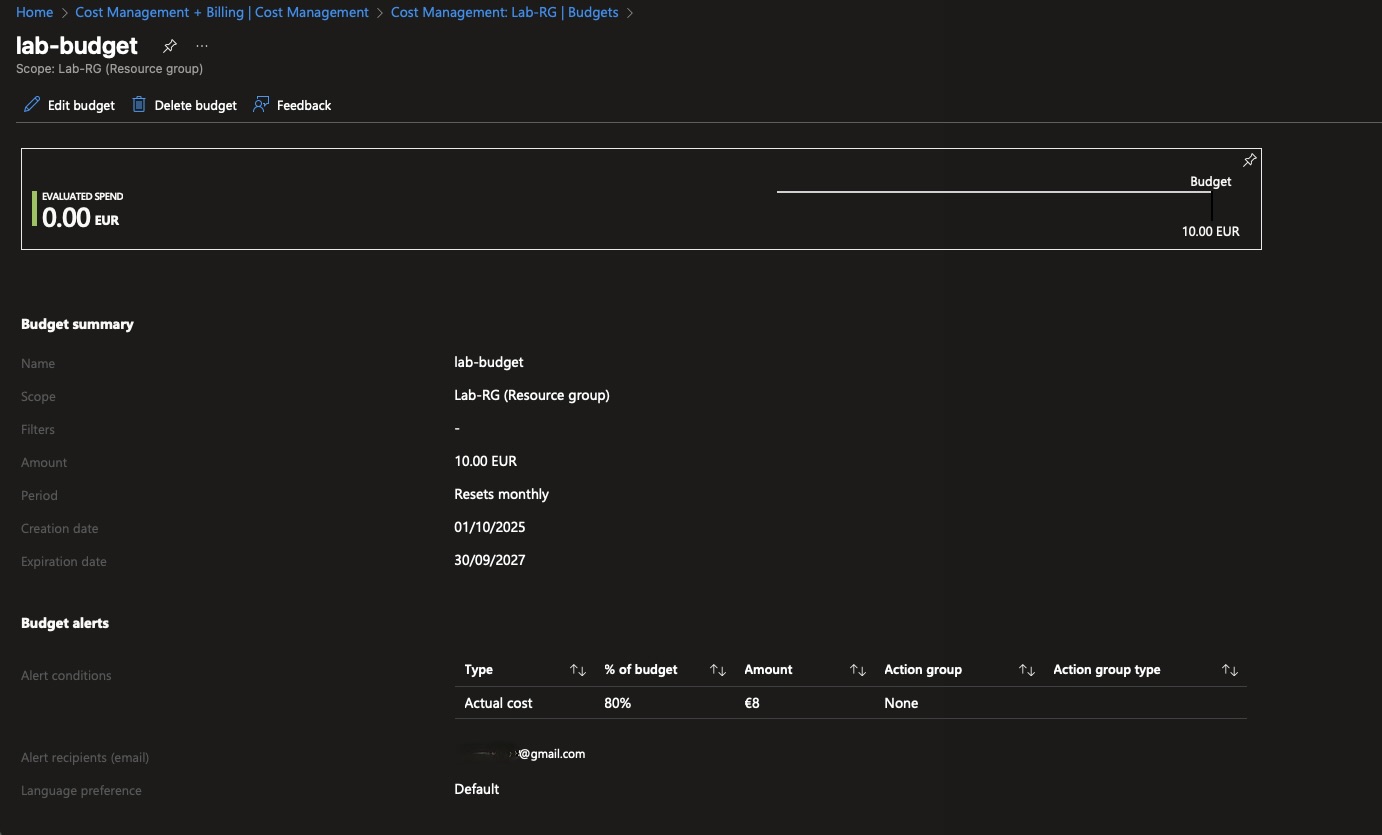 Home > Cost Management + Billing | Cost Management > Cost Management: Lab-RG | Budgets >
lab-budget ...
Scope: Lab-RG (Resource group)
Edit budget Delete budget Feedback
EVALUATED SPEND
0.00 EUR
Budget
10.00 EUR
Budget summary
Name lab-budget
Scope Lab-RG (Resource group)
Filters -
Amount 10.00 EUR
Period Resets monthly
Creation date 01/10/2025
Expiration date 30/09/2027
Budget alerts
Alert conditions
Type ↑↓ % of budget ↑↓ Amount ↑↓ Action group ↑↓ Action group type ↑↓
Actual cost 80% €8 None
Alert recipients (email) @gmail.com
Language preference Default